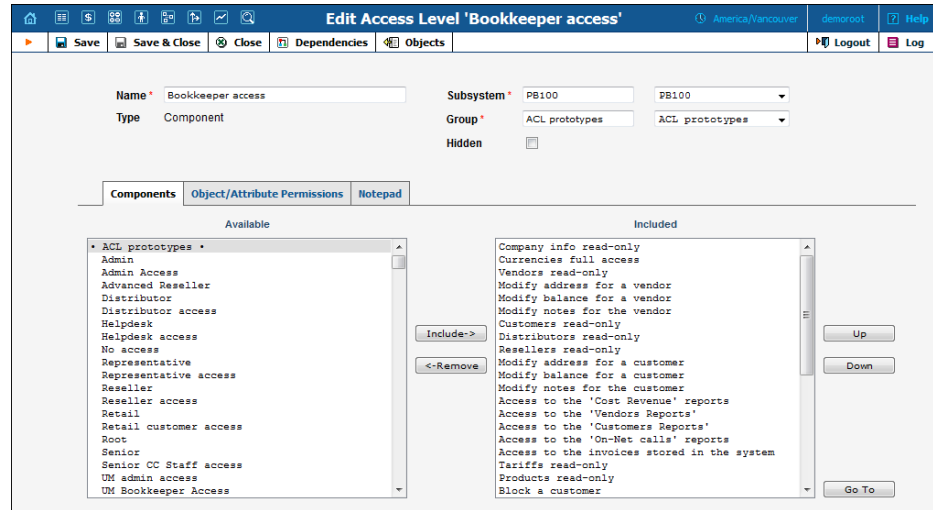 Edit Access Level 'Bookkeeper access'
America/Vancouver
demoroot
? Help
Save
Save & Close
Close
Dependencies
Objects
Logout
Log
Name *
Bookkeeper access
Subsystem *
PB100
PB100
Type
Component
Group *
ACL prototypes
ACL prototypes
Hidden
Components
Object/Attribute Permissions
Notepad
Available
• ACL prototypes •
Admin
Admin Access
Advanced Reseller
Distributor
Distributor access
Helpdesk
Helpdesk access
No access
Representative
Representative access
Reseller
Reseller access
Retail
Retail customer access
Root
Senior
Senior CC Staff access
UM admin access
UM Bookkeeper Access
Include->
<-Remove
Included
Company info read-only
Currencies full access
Vendors read-only
Modify address for a vendor
Modify balance for a vendor
Modify notes for the vendor
Customers read-only
Distributors read-only
Resellers read-only
Modify address for a customer
Modify balance for a customer
Modify notes for the customer
Access to the 'Cost Revenue' reports
Access to the 'Vendors Reports'
Access to the 'Customers Reports'
Access to the 'On-Net calls' reports
Access to the invoices stored in the system
Tariffs read-only
Products read-only
Block a customer
Up
Down
Go To